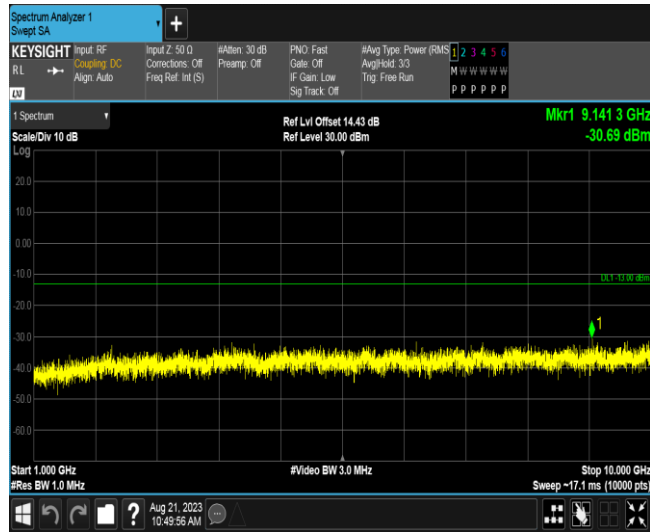 Spectrum Analyzer 1
Swept SA
+
KEYSIGHT
R L
LXI
Input: RF
Coupling: DC
Align: Auto
Input Z: 50 Ω
Corrections: Off
Freq Ref: Int (S)
#Atten: 30 dB
Preamp: Off
PNO: Fast
Gate: Off
IF Gain: Low
Sig Track: Off
#Avg Type: Power (RMS
Avg|Hold: 3/3
Trig: Free Run
1 2 3 4 5 6
M W W W W W
P P P P P P
1 Spectrum
Scale/Div 10 dB
Log
Ref Lvl Offset 14.43 dB
Ref Level 30.00 dBm
Mkr1 9.141 3 GHz
-30.69 dBm
20.0
10.0
0.00
-10.0
DL1 -13.00 dBm
-20.0
-30.0
1
-40.0
-50.0
-60.0
Start 1.000 GHz
#Res BW 1.0 MHz
#Video BW 3.0 MHz
Stop 10.000 GHz
Sweep ~17.1 ms (10000 pts)
?
Aug 21, 2023
10:49:56 AM